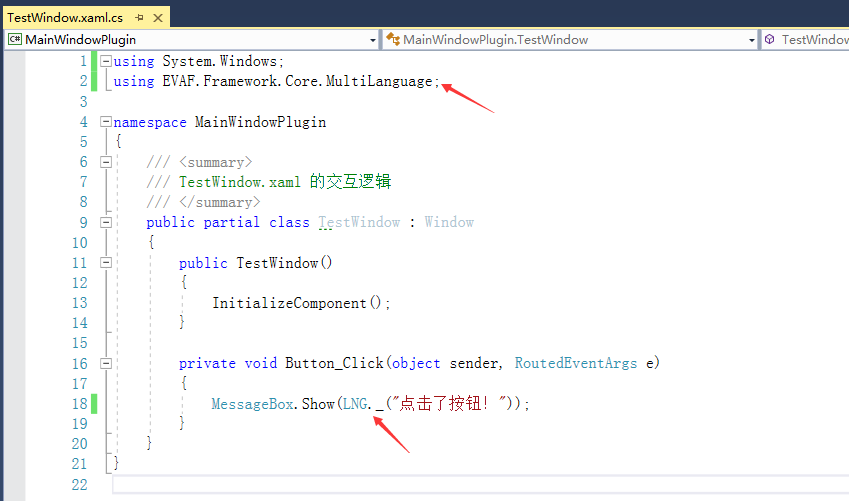 TestWindow.xaml.cs
C# MainWindowPlugin
MainWindowPlugin.TestWindow
TestWindow
1 using System.Windows;
2 using EVAF.Framework.Core.MultiLanguage;
3
4 namespace MainWindowPlugin
5 {
6 /// <summary>
7 /// TestWindow.xaml 的交互逻辑
8 /// </summary>
9 public partial class TestWindow : Window
10 {
11 public TestWindow()
12 {
13 InitializeComponent();
14 }
15
16 private void Button_Click(object sender, RoutedEventArgs e)
17 {
18 MessageBox.Show(LNG._("点击了按钮！"));
19 }
20 }
21 }
22